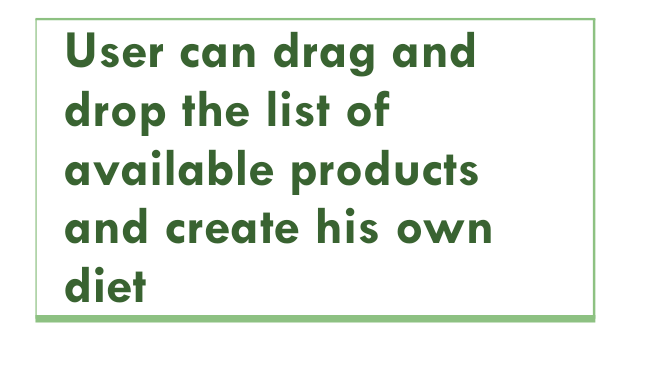 User can drag and
drop the list of
available products
and create his own
diet